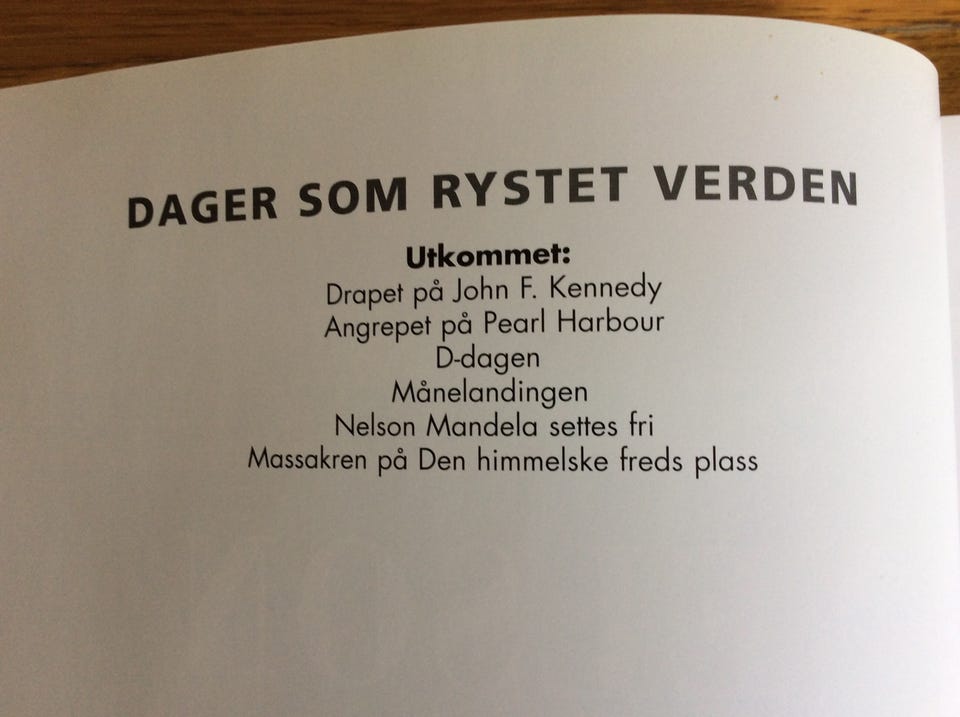 DAGER SOM RYSTET VERDEN
Utkommet:
Drapet på John F. Kennedy
Angrepet på Pearl Harbour
D-dagen
Månelandingen
Nelson Mandela settes fri
Massakren på Den himmelske freds plass